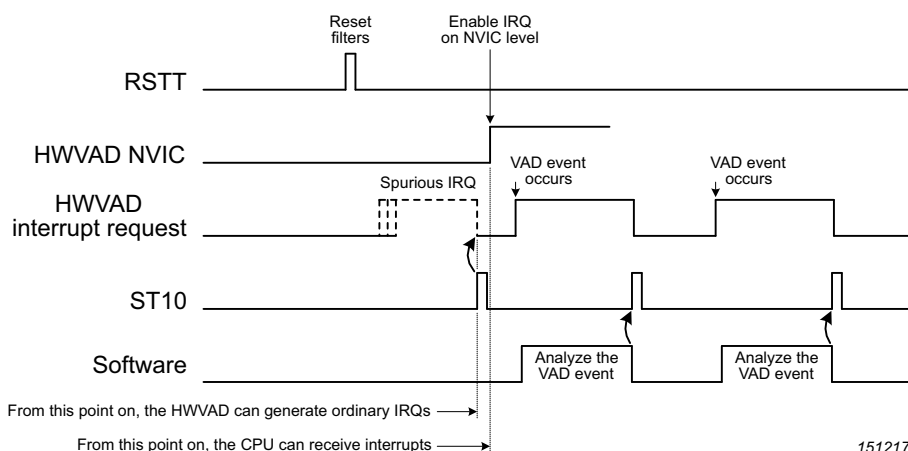 Reset
filters
Enable IRQ
on NVIC level
RSTT
HWVAD NVIC
Spurious IRQ
VAD event
occurs
VAD event
occurs
HWVAD
interrupt request
ST10
Software
Analyze the
VAD event
Analyze the
VAD event
From this point on, the HWVAD can generate ordinary IRQs
From this point on, the CPU can receive interrupts
151217